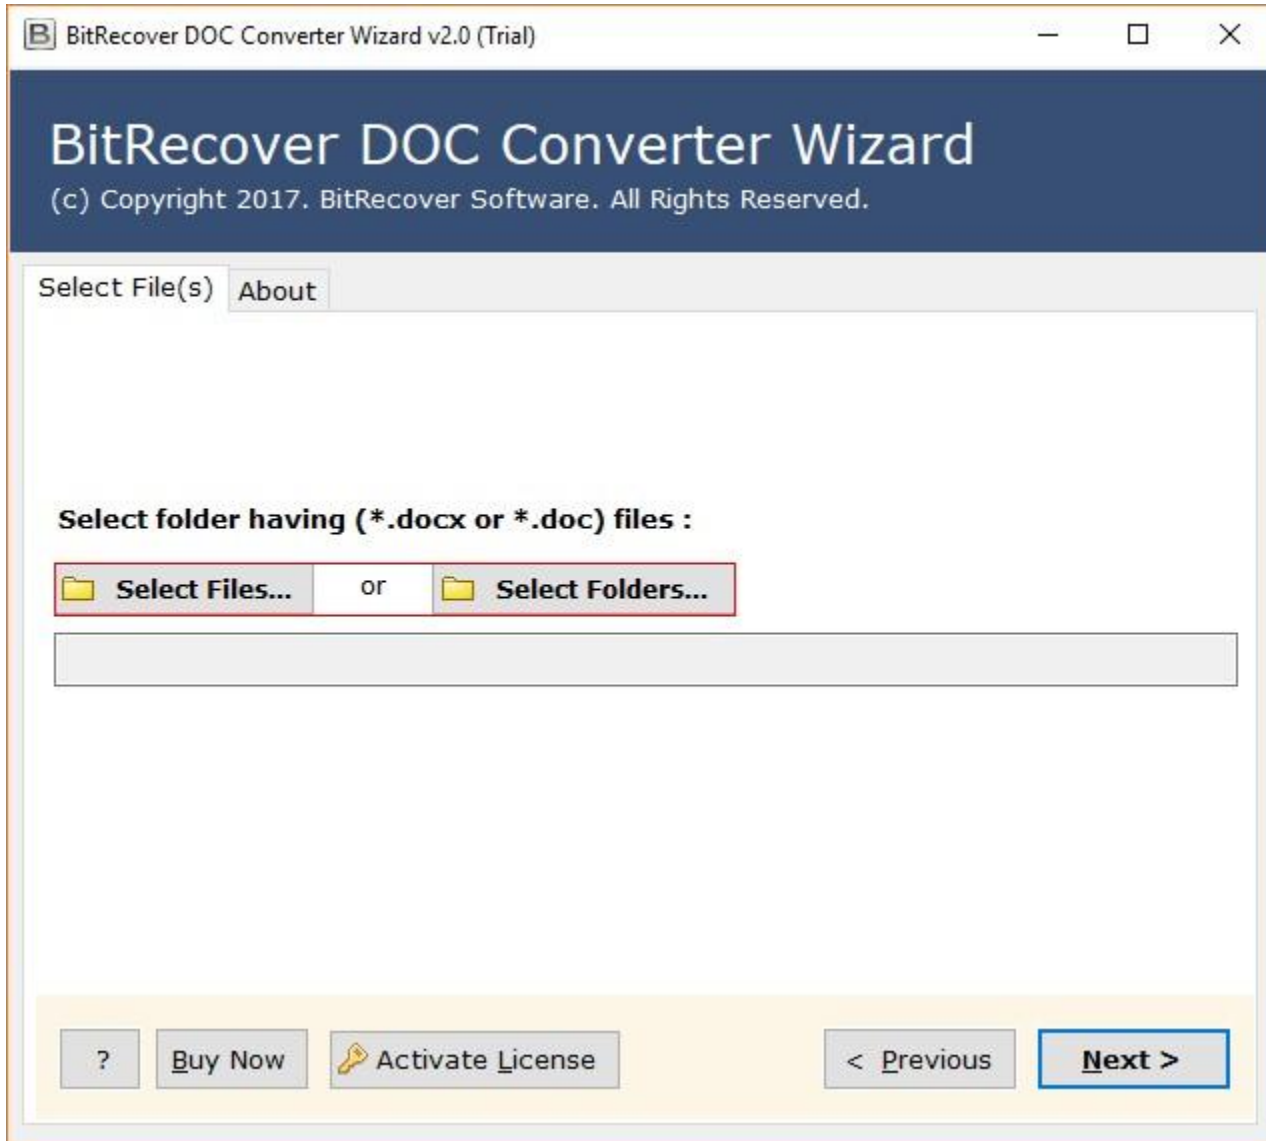 B BitRecover DOC Converter Wizard v2.0 (Trial)
BitRecover DOC Converter Wizard
(c) Copyright 2017. BitRecover Software. All Rights Reserved.
Select File(s) About
Select folder having (*.docx or *.doc) files :
Select Files... or Select Folders...
? Buy Now Activate License < Previous Next >